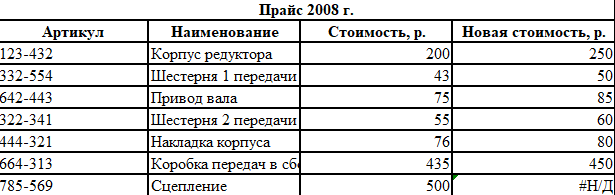 Прайс 2008 г.
Артикул Наименование Стоимость, р. Новая стоимость, р.
123-432 Корпус редуктора 200 250
332-554 Шестерня 1 передачи 43 50
642-443 Привод вала 75 85
322-341 Шестерня 2 передачи 55 60
444-321 Накладка корпуса 76 80
664-313 Коробка передач в сбо 435 450
785-569 Сцепление 500 #Н/Д